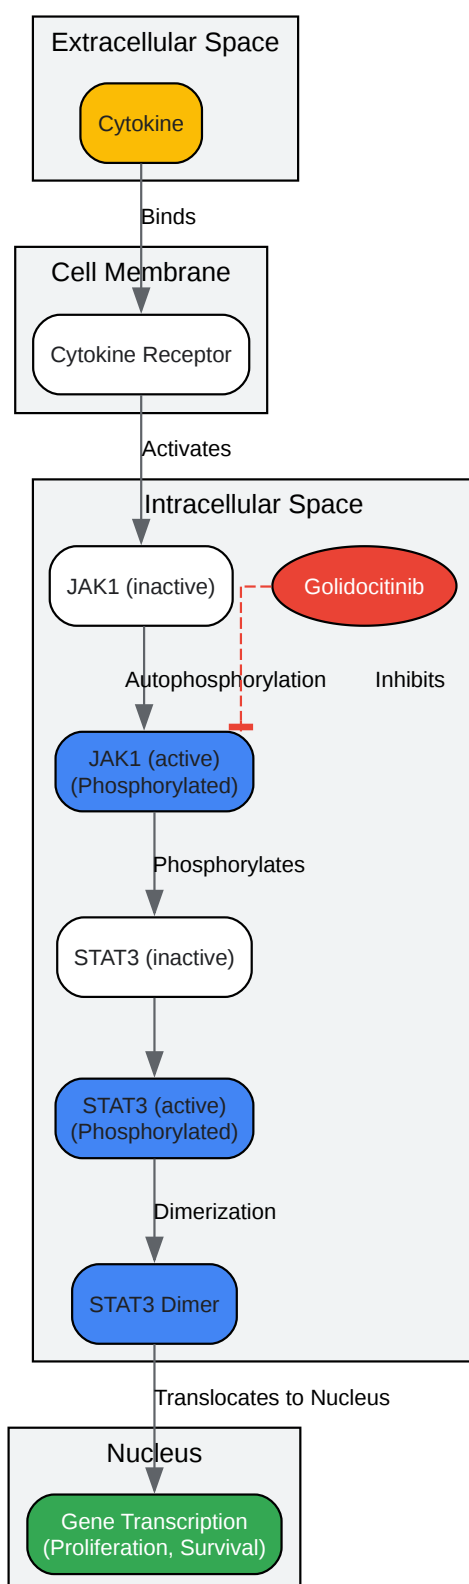 Extracellular Space
Cytokine
Binds
Cell Membrane
Cytokine Receptor
Activates
Intracellular Space
JAK1 (inactive)
Golidocitinib
Autophosphorylation
Inhibits
JAK1 (active)
(Phosphorylated)
Phosphorylates
STAT3 (inactive)
STAT3 (active)
(Phosphorylated)
Dimerization
STAT3 Dimer
Translocates to Nucleus
Nucleus
Gene Transcription
(Proliferation, Survival)